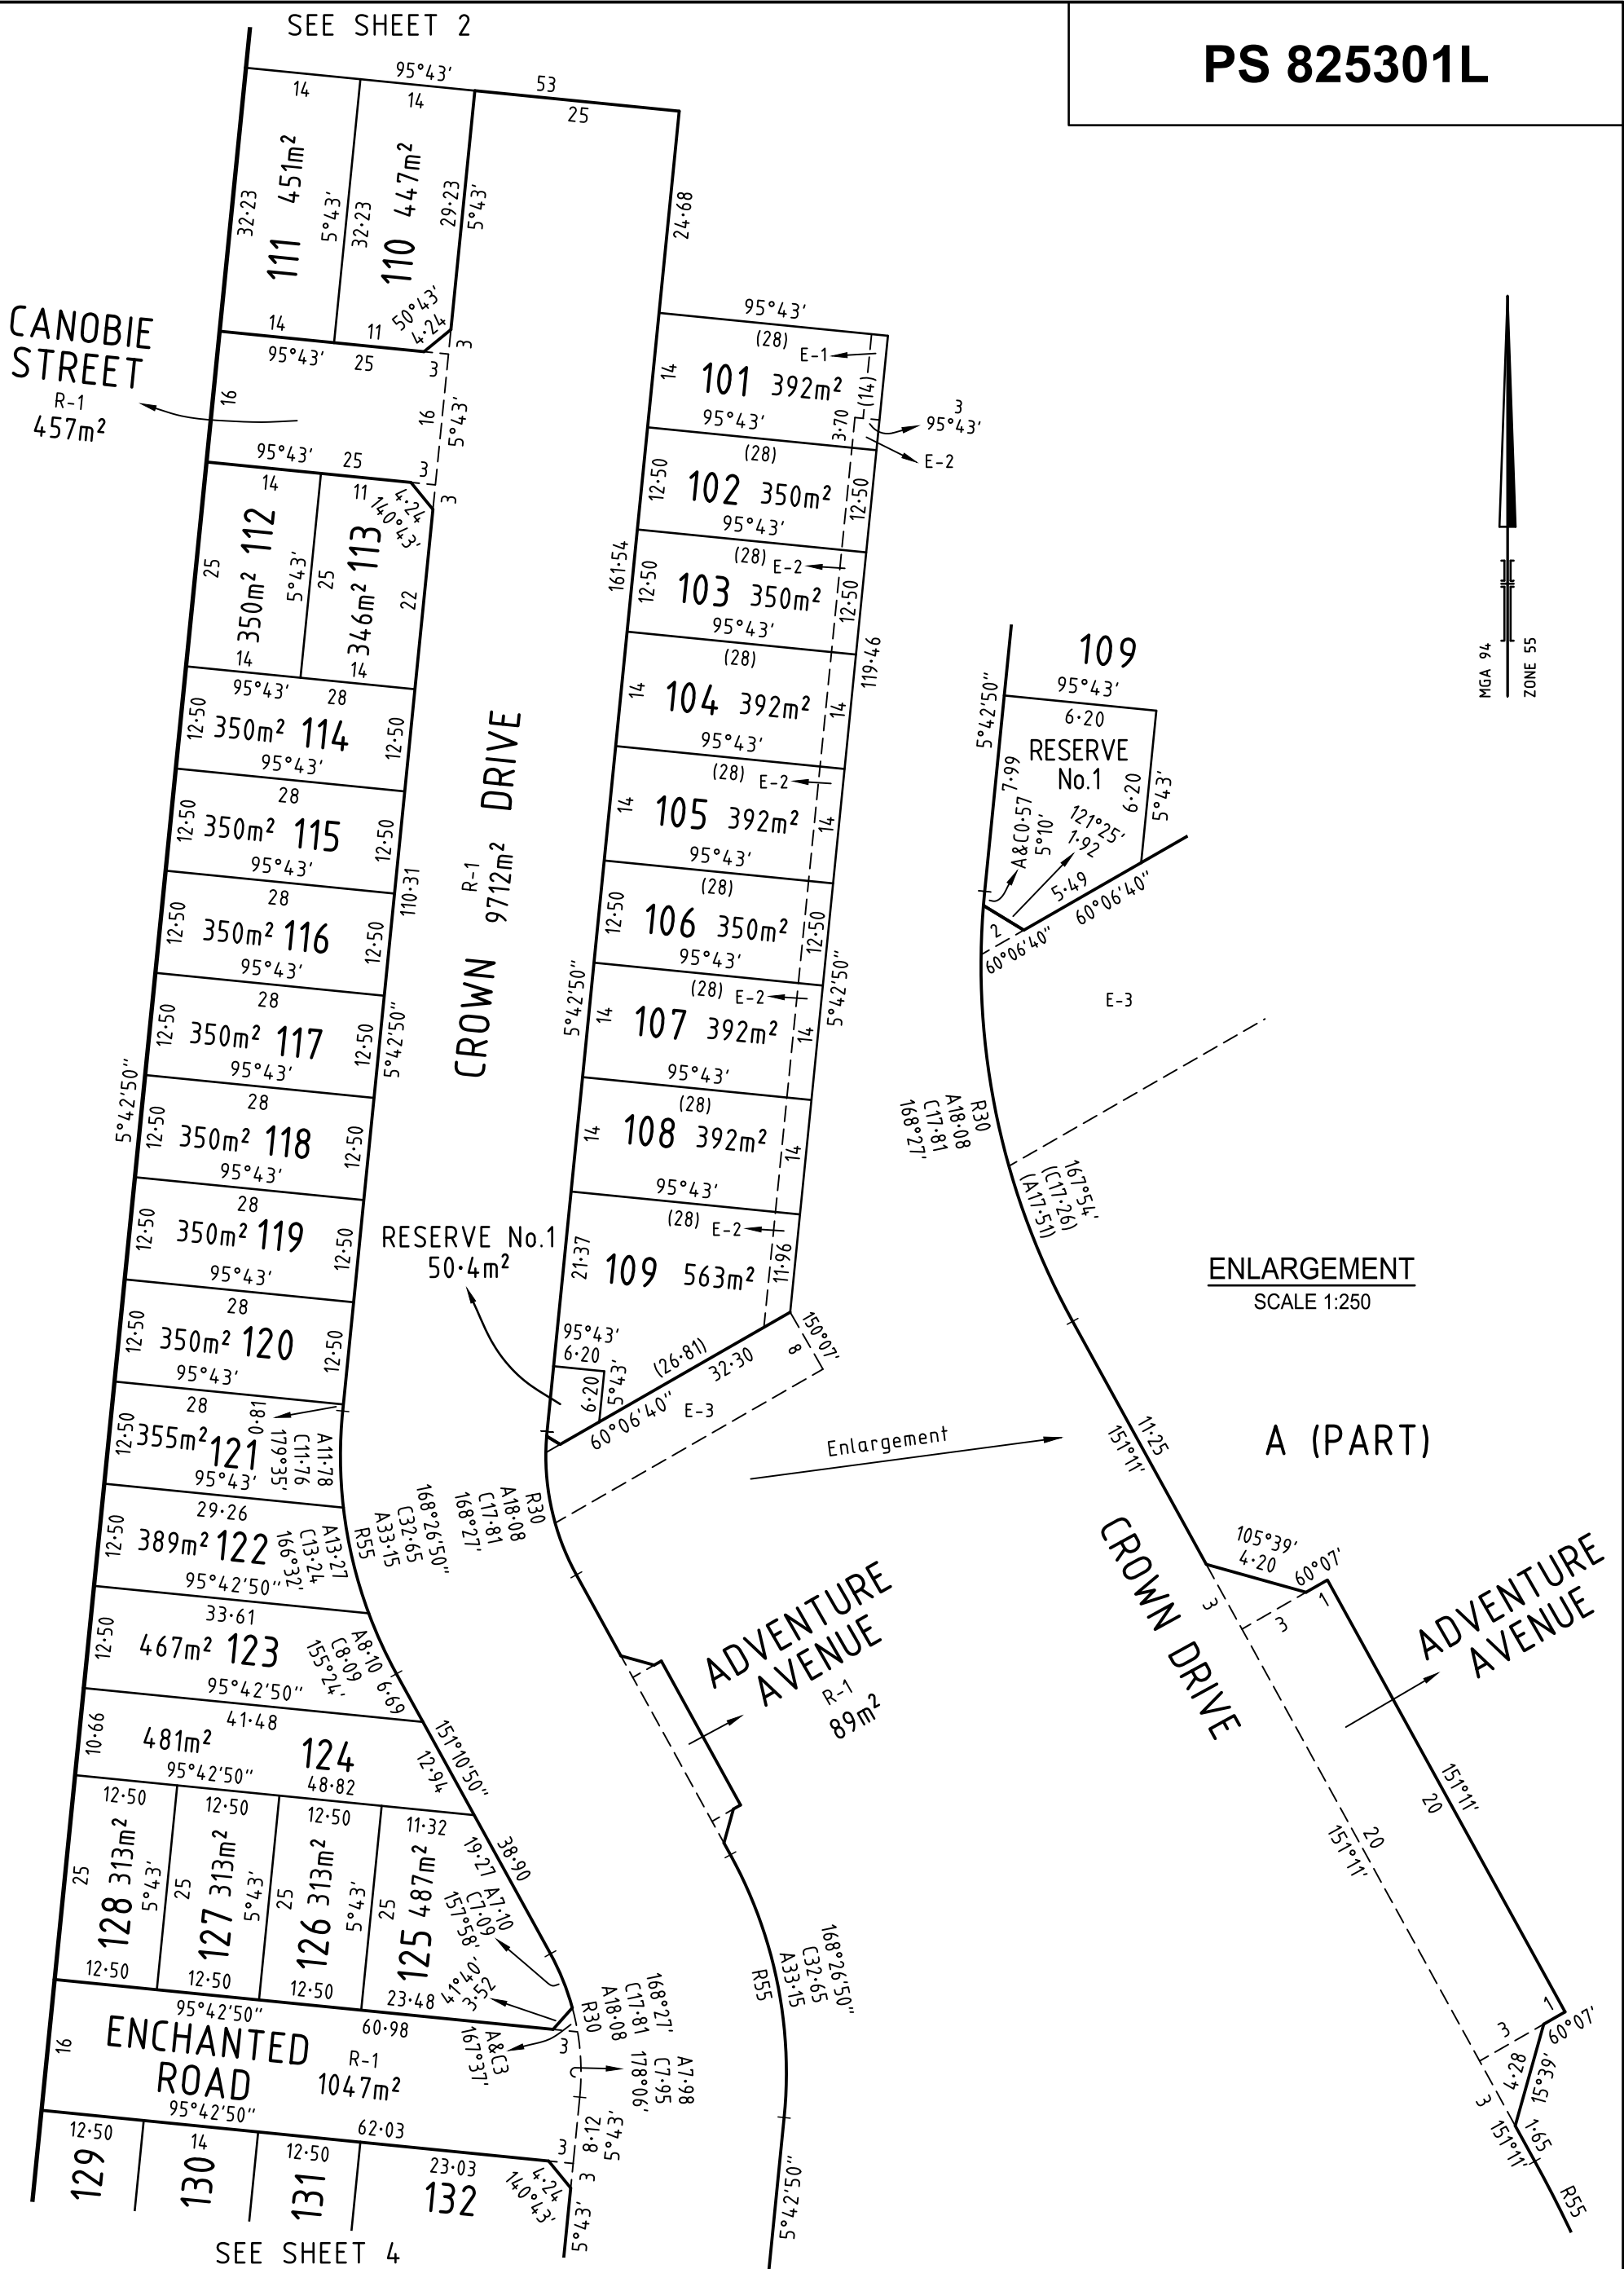 SEE SHEET 2
PS 825301L
95°43'
53
14
14
25
32·23
111 451m²
5°43'
32·23
110 447m²
29·23
5°43'
24·68
14
11
50°43'
4·24
3
CANOBIE
STREET
R-1
457m²
95°43'
25
3
16
16
5°43'
95°43'
25
3
3
14
11
4·24
140°43'
25
350m² 112
5°43'
25
346m² 113
22
14
14
95°43'
28
12·50
350m² 114
12·50
95°43'
28
12·50
350m² 115
12·50
95°43'
110·31
28
12·50
350m² 116
12·50
95°43'
28
12·50
350m² 117
12·50
5°42'50"
95°43'
5°42'50"
28
12·50
350m² 118
12·50
95°43'
28
12·50
350m² 119
12·50
95°43'
28
12·50
350m² 120
12·50
95°43'
28
0·81
12·50
355m² 121
179°35'
C11·76
A11·78
95°43'
29·26
12·50
389m² 122
166°32'
C13·24
A13·27
95°42'50"
R55
A33·15
C32·65
168°26'50"
33·61
12·50
467m² 123
155°24'
C8·09
A8·10
6·69
95°42'50"
41·48
10·66
481m²
124
12·94
151°10'50"
95°42'50"
48·82
38·90
12·50
12·50
12·50
11·32
25
128 313m²
5°43'
25
127 313m²
5°43'
25
126 313m²
5°43'
25
125 487m²
19·27
157°58'
C7·09
A7·10
41°40'
3·52
12·50
12·50
12·50
23·48
95°42'50"
60·98
16
ENCHANTED
ROAD
R-1
1047m²
167°37'
A&C3
3
R30
A18·08
C17·81
168°27'
178°06'
C7·95
A7·98
95°42'50"
62·03
8·12
5°43'
3
3
12·50
14
12·50
23·03
4·24
140°43'
129
130
131
132
5°43'
SEE SHEET 4
CROWN DRIVE
R-1
9712m²
161·54
5°42'50"
95°43'
(28)
E-1
14
101 392m²
(14)
3
95°43'
95°43'
3·70
E-2
(28)
12·50
102 350m²
12·50
95°43'
(28)
E-2
12·50
103 350m²
12·50
95°43'
119·46
(28)
14
104 392m²
14
95°43'
(28)
E-2
14
105 392m²
14
95°43'
(28)
12·50
106 350m²
12·50
95°43'
5°42'50"
(28)
E-2
14
107 392m²
14
95°43'
(28)
14
108 392m²
14
95°43'
(28)
E-2
21·37
109 563m²
11·96
RESERVE No.1
50·4m²
95°43'
6·20
6·20
5°43'
(26·81)
32·30
60°06'40"
E-3
8
150°07'
168°27'
C17·81
A18·08
R30
Enlargement
ADVENTURE
AVENUE
R-1
89m²
R55
A33·15
C32·65
168°26'50"
5°42'50"
MGA 94
ZONE 55
109
95°43'
5°42'50"
6·20
RESERVE
No.1
7·99
A&C0·57
5°10'
121°25'
1·92
6·20
5°43'
5·49
60°06'40"
2
60°06'40"
E-3
168°27'
C17·81
A18·08
R30
(A17·51)
(C17·26)
167°54'
ENLARGEMENT
SCALE 1:250
11·25
151°11'
A (PART)
CROWN DRIVE
105°39'
4·20
60°07'
1
3
3
ADVENTURE
AVENUE
151°11'
20
20
151°11'
1
60°07'
3
4·28
15°39'
3
1·65
151°11'
R55